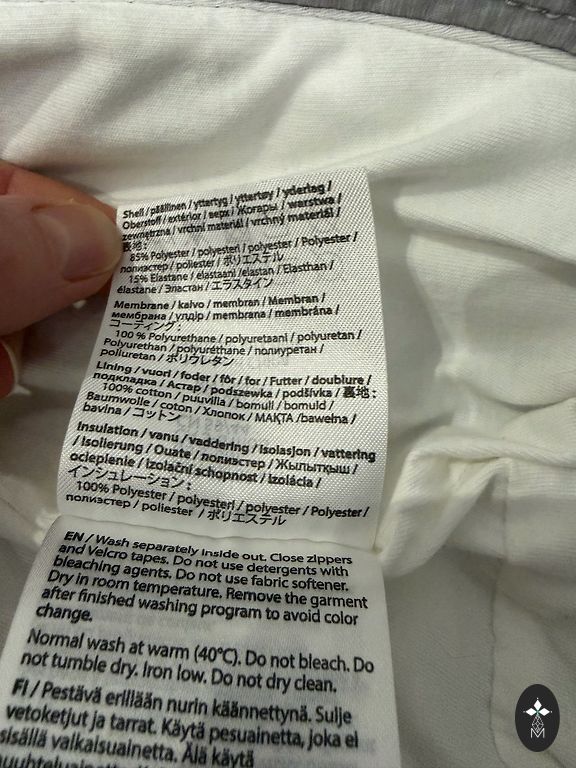 Shell / päällinen / yttertyg / yttertøy / yderlag /
Oberstoff / extérior / верх / Жоғары / warstwa /
zewnętrzna / vrchní materiál / vrchný materiál /
裏地 :
85% Polyester / polyesteri / polyester / Polyester /
полиэстер / poliester / ポリエステル
15% Elastane / elastaani /elastan / Elasthan /
élastane / Эластан / エラスタイン
Membrane / kalvo / membran / Membran /
мембрана / үлдір / membrana / membrána /
コーティング :
100 % Polyurethane / polyuretaani / polyuretan /
Polyurethan / polyuréthane / полиуретан /
poliuretan / ポリウレタン
Lining / vuori / foder / fôr / for / Futter / doublure /
подкладка / Астар / podszewka / podšívka / 裏地 :
100% cotton / puuvilla / bomull / bomuld /
Baumwolle / coton / Хлопок / МАҚТА /bawełna /
bavlna / コットン
Insulation / vanu / vaddering / isolasjon / vattering
/ Isolierung / Ouate / полиэстер / Жылытқыш /
ocieplenie / izolační schopnost / izolácia /
インシュレーション :
100% Polyester / polyesteri / polyester / Polyester /
полиэстер / poliester / ポリエステル
EN / Wash separately inside out. Close zippers
and Velcro tapes. Do not use detergents with
bleaching agents. Do not use fabric softener.
Dry in room temperature. Remove the garment
after finished washing program to avoid color
change.
Normal wash at warm (40°C). Do not bleach. Do
not tumble dry. Iron low. Do not dry clean.
FI / Pestävä erillään nurin käännettynä. Sulje
vetoketjut ja tarrat. Käytä pesuainetta, joka ei
sisällä valkaisuainetta. Älä käytä
M